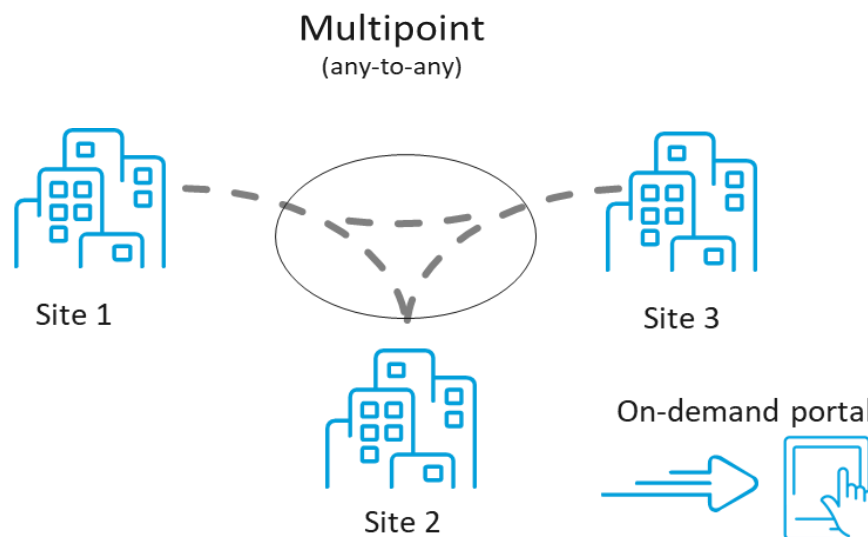 Multipoint
(any-to-any)
Site 1
Site 3
Site 2
On-demand portal